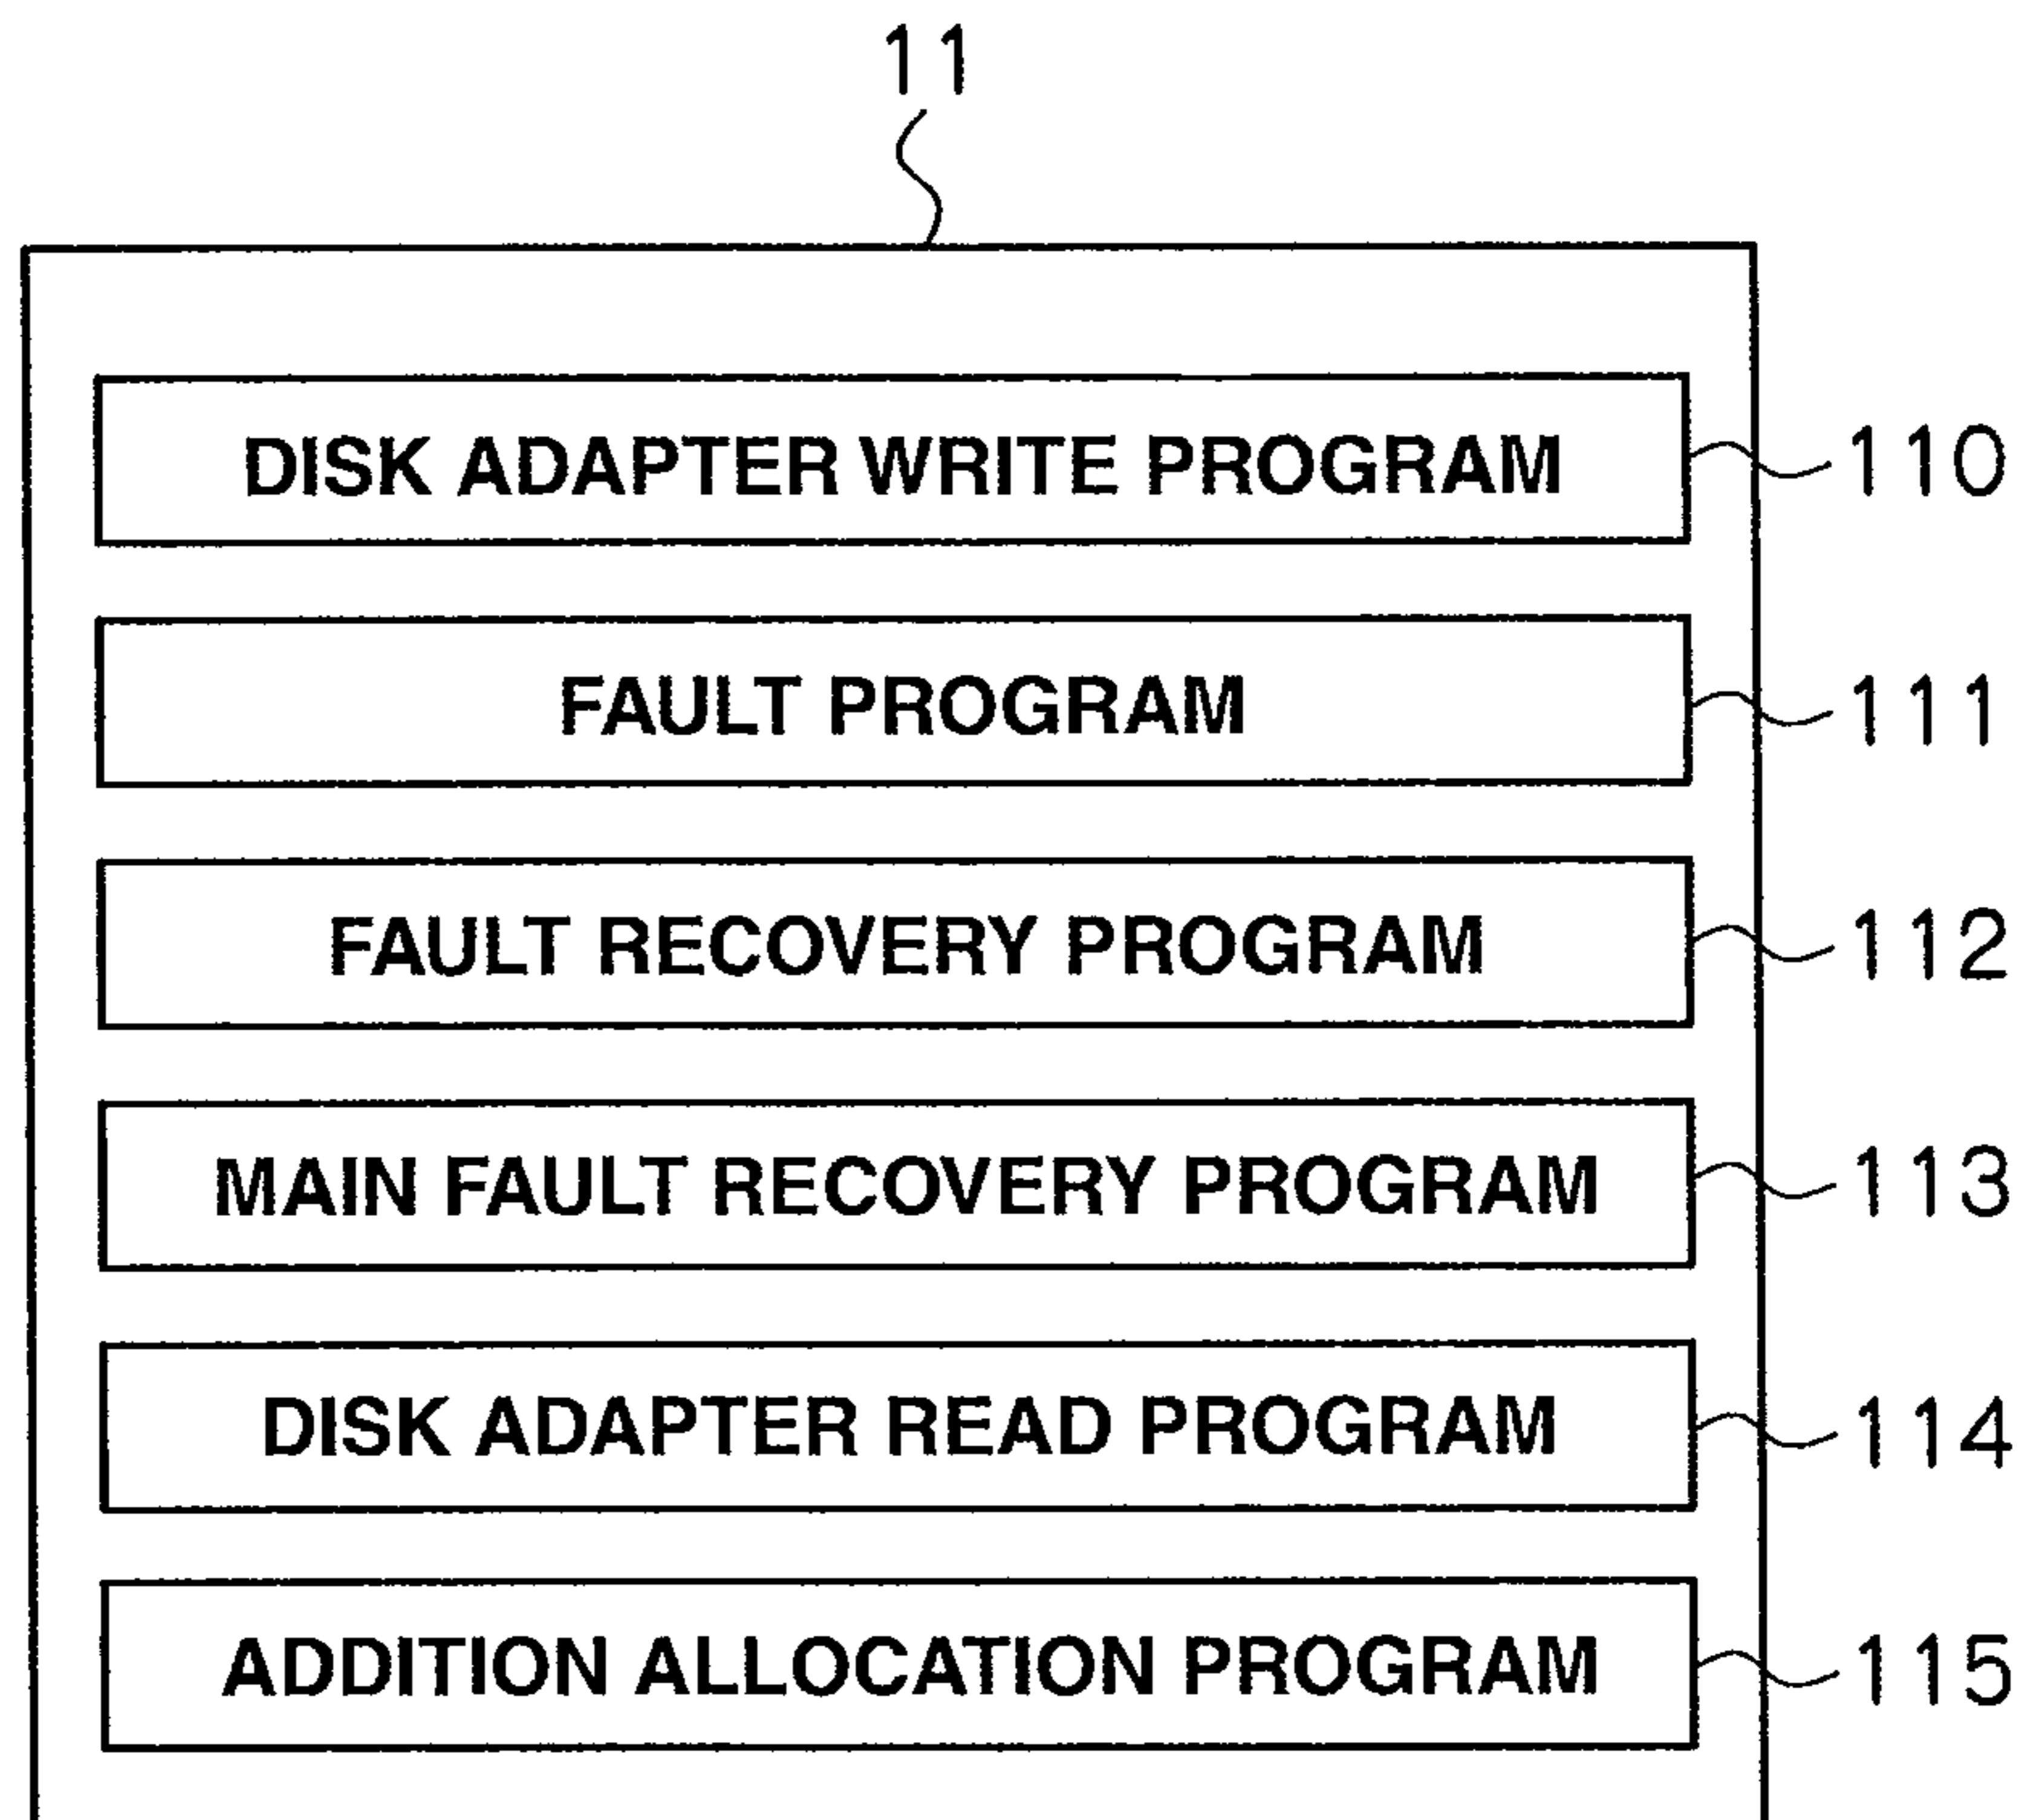 11
DISK ADAPTER WRITE PROGRAM 110
FAULT PROGRAM 111
FAULT RECOVERY PROGRAM 112
MAIN FAULT RECOVERY PROGRAM 113
DISK ADAPTER READ PROGRAM 114
ADDITION ALLOCATION PROGRAM 115